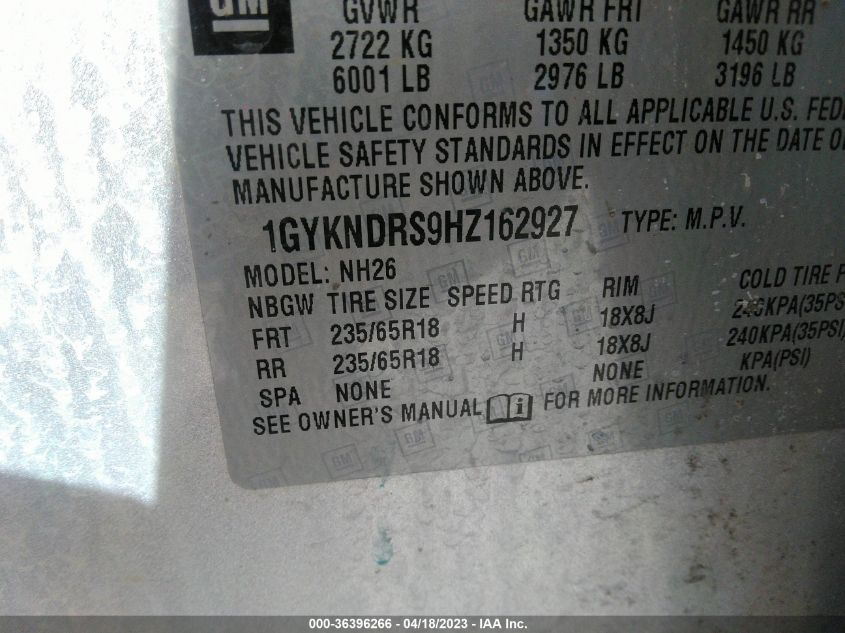 GM
GVWR GAWR FRT GAWR RR
2722 KG 1350 KG 1450 KG
6001 LB 2976 LB 3196 LB
THIS VEHICLE CONFORMS TO ALL APPLICABLE U.S. FED
VEHICLE SAFETY STANDARDS IN EFFECT ON THE DATE O
MANUFACTURE SHOWN ABOVE.
1GYKNDRS9HZ162927 TYPE: M.P.V.
MODEL: NH26
NBGW TIRE SIZE SPEED RTG RIM COLD TIRE P
FRT 235/65R18 H 18X8J 240KPA(35PS
RR 235/65R18 H 18X8J 240KPA(35PSI)
SPA NONE NONE KPA(PSI)
SEE OWNER'S MANUAL i FOR MORE INFORMATION.
000-36396266 - 04/18/2023 - IAA Inc.